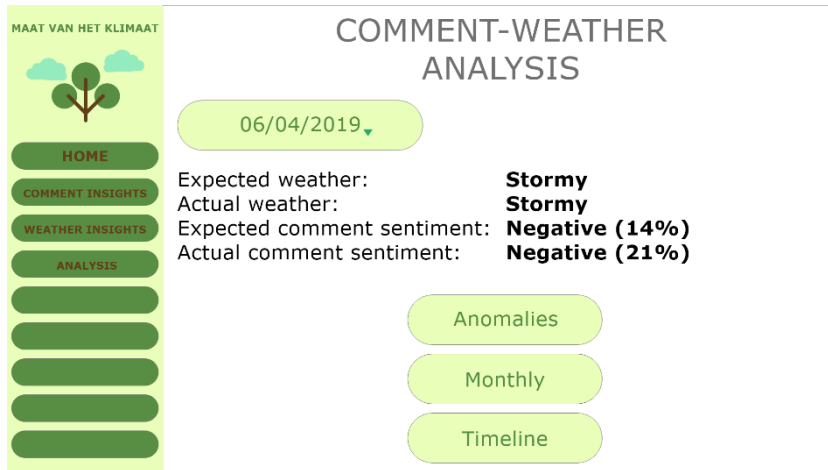 MAAT VAN HET KLIMAAT
HOME
COMMENT INSIGHTS
WEATHER INSIGHTS
ANALYSIS
COMMENT-WEATHER
ANALYSIS
06/04/2019
Expected weather: Stormy
Actual weather: Stormy
Expected comment sentiment: Negative (14%)
Actual comment sentiment: Negative (21%)
Anomalies
Monthly
Timeline